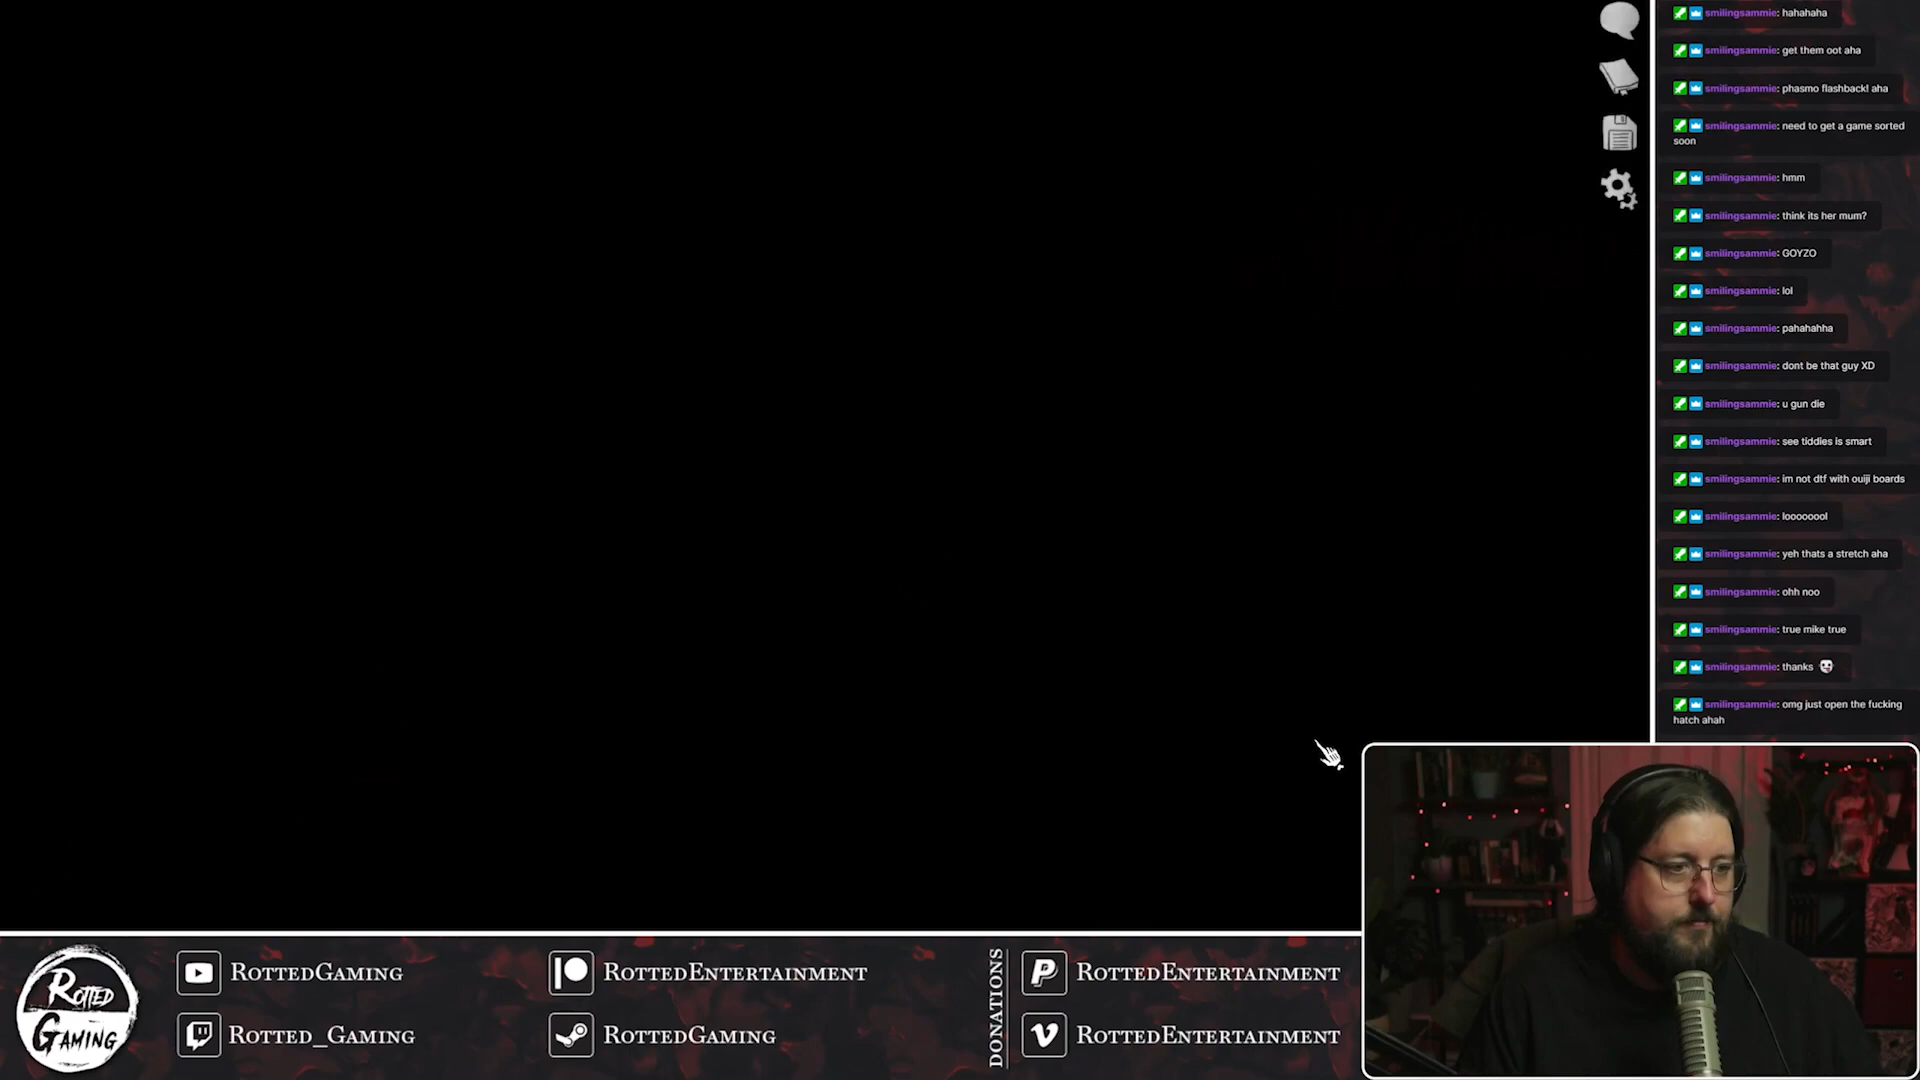 smilingsammie: hahahaha
smilingsammie: get them oot aha
smilingsammie: phasmo flashback! aha
smilingsammie: need to get a game sorted
soon
smilingsammie: hmm
smilingsammie: think its her mum?
smilingsammie: GOYZO
smilingsammie: lol
smilingsammie: pahahahha
smilingsammie: dont be that guy XD
smilingsammie: u gun die
smilingsammie: see tiddies is smart
smilingsammie: im not dtf with ouiji boards
smilingsammie: loooooool
smilingsammie: yeh thats a stretch aha
smilingsammie: ohh noo
smilingsammie: true mike true
smilingsammie: thanks
smilingsammie: omg just open the fucking
hatch ahah
ROTTED
GAMING
ROTTEDGAMING
ROTTED_GAMING
ROTTEDENTERTAINMENT
ROTTEDGAMING
DONATIONS
ROTTEDENTERTAINMENT
ROTTEDENTERTAINMENT